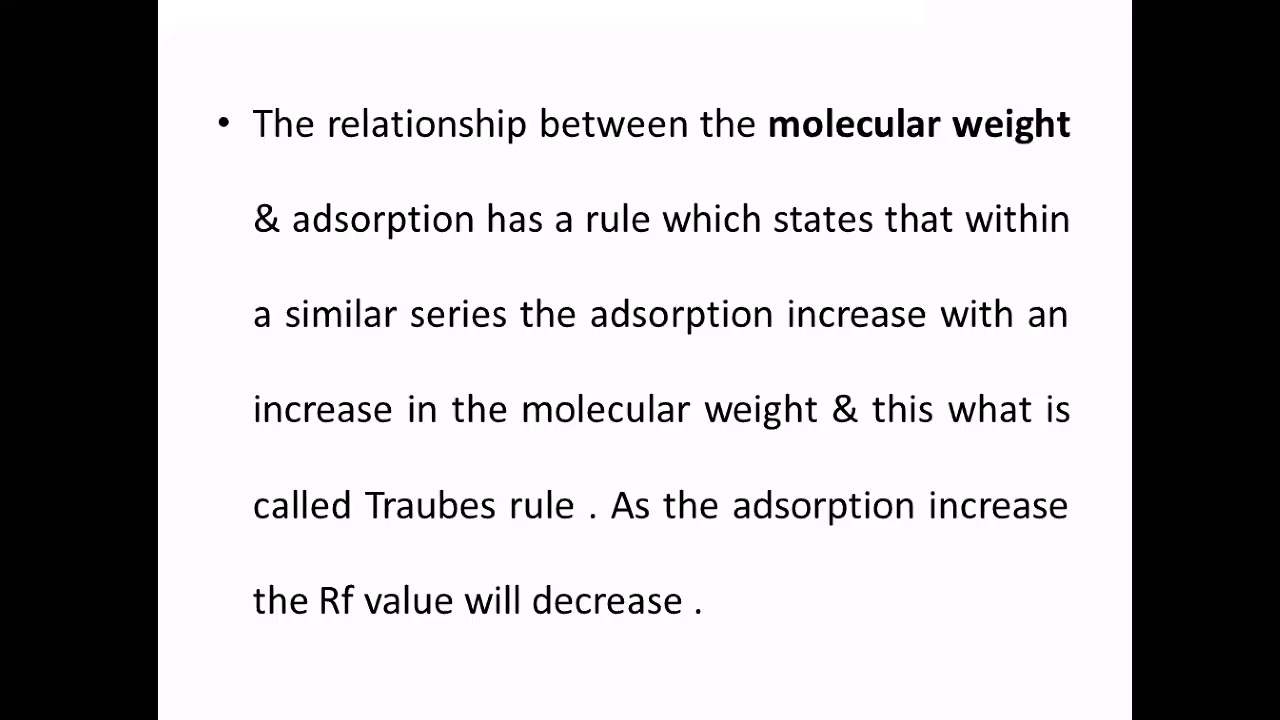 • The relationship between the molecular weight
& adsorption has a rule which states that within
a similar series the adsorption increase with an
increase in the molecular weight & this what is
called Traubes rule . As the adsorption increase
the Rf value will decrease .